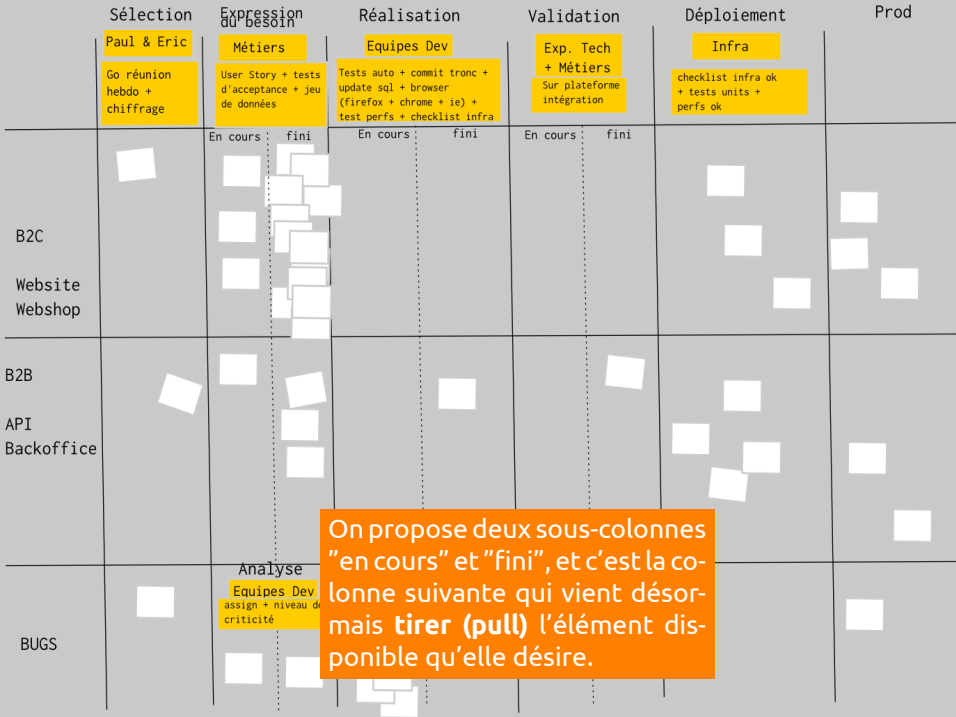 Sélection
Expression
du besoin
Réalisation
Validation
Déploiement
Prod
Paul & Eric
Métiers
Equipes Dev
Exp. Tech
+ Métiers
Infra
Go réunion
hebdo +
chiffrage
User Story + tests
d'acceptance + jeu
de données
Tests auto + commit tronc +
update sql + browser
(firefox + chrome + ie) +
test perfs + checklist infra
Sur plateforme
intégration
checklist infra ok
+ tests units +
perfs ok
En cours
fini
En cours
fini
En cours
fini
B2C
Website
Webshop
B2B
API
Backoffice
BUGS
Analyse
Equipes Dev
assign + niveau de
criticité
On propose deux sous-colonnes
”en cours” et ”fini”, et c’est la co-
lonne suivante qui vient désor-
mais tirer (pull) l’élément dis-
ponible qu’elle désire.